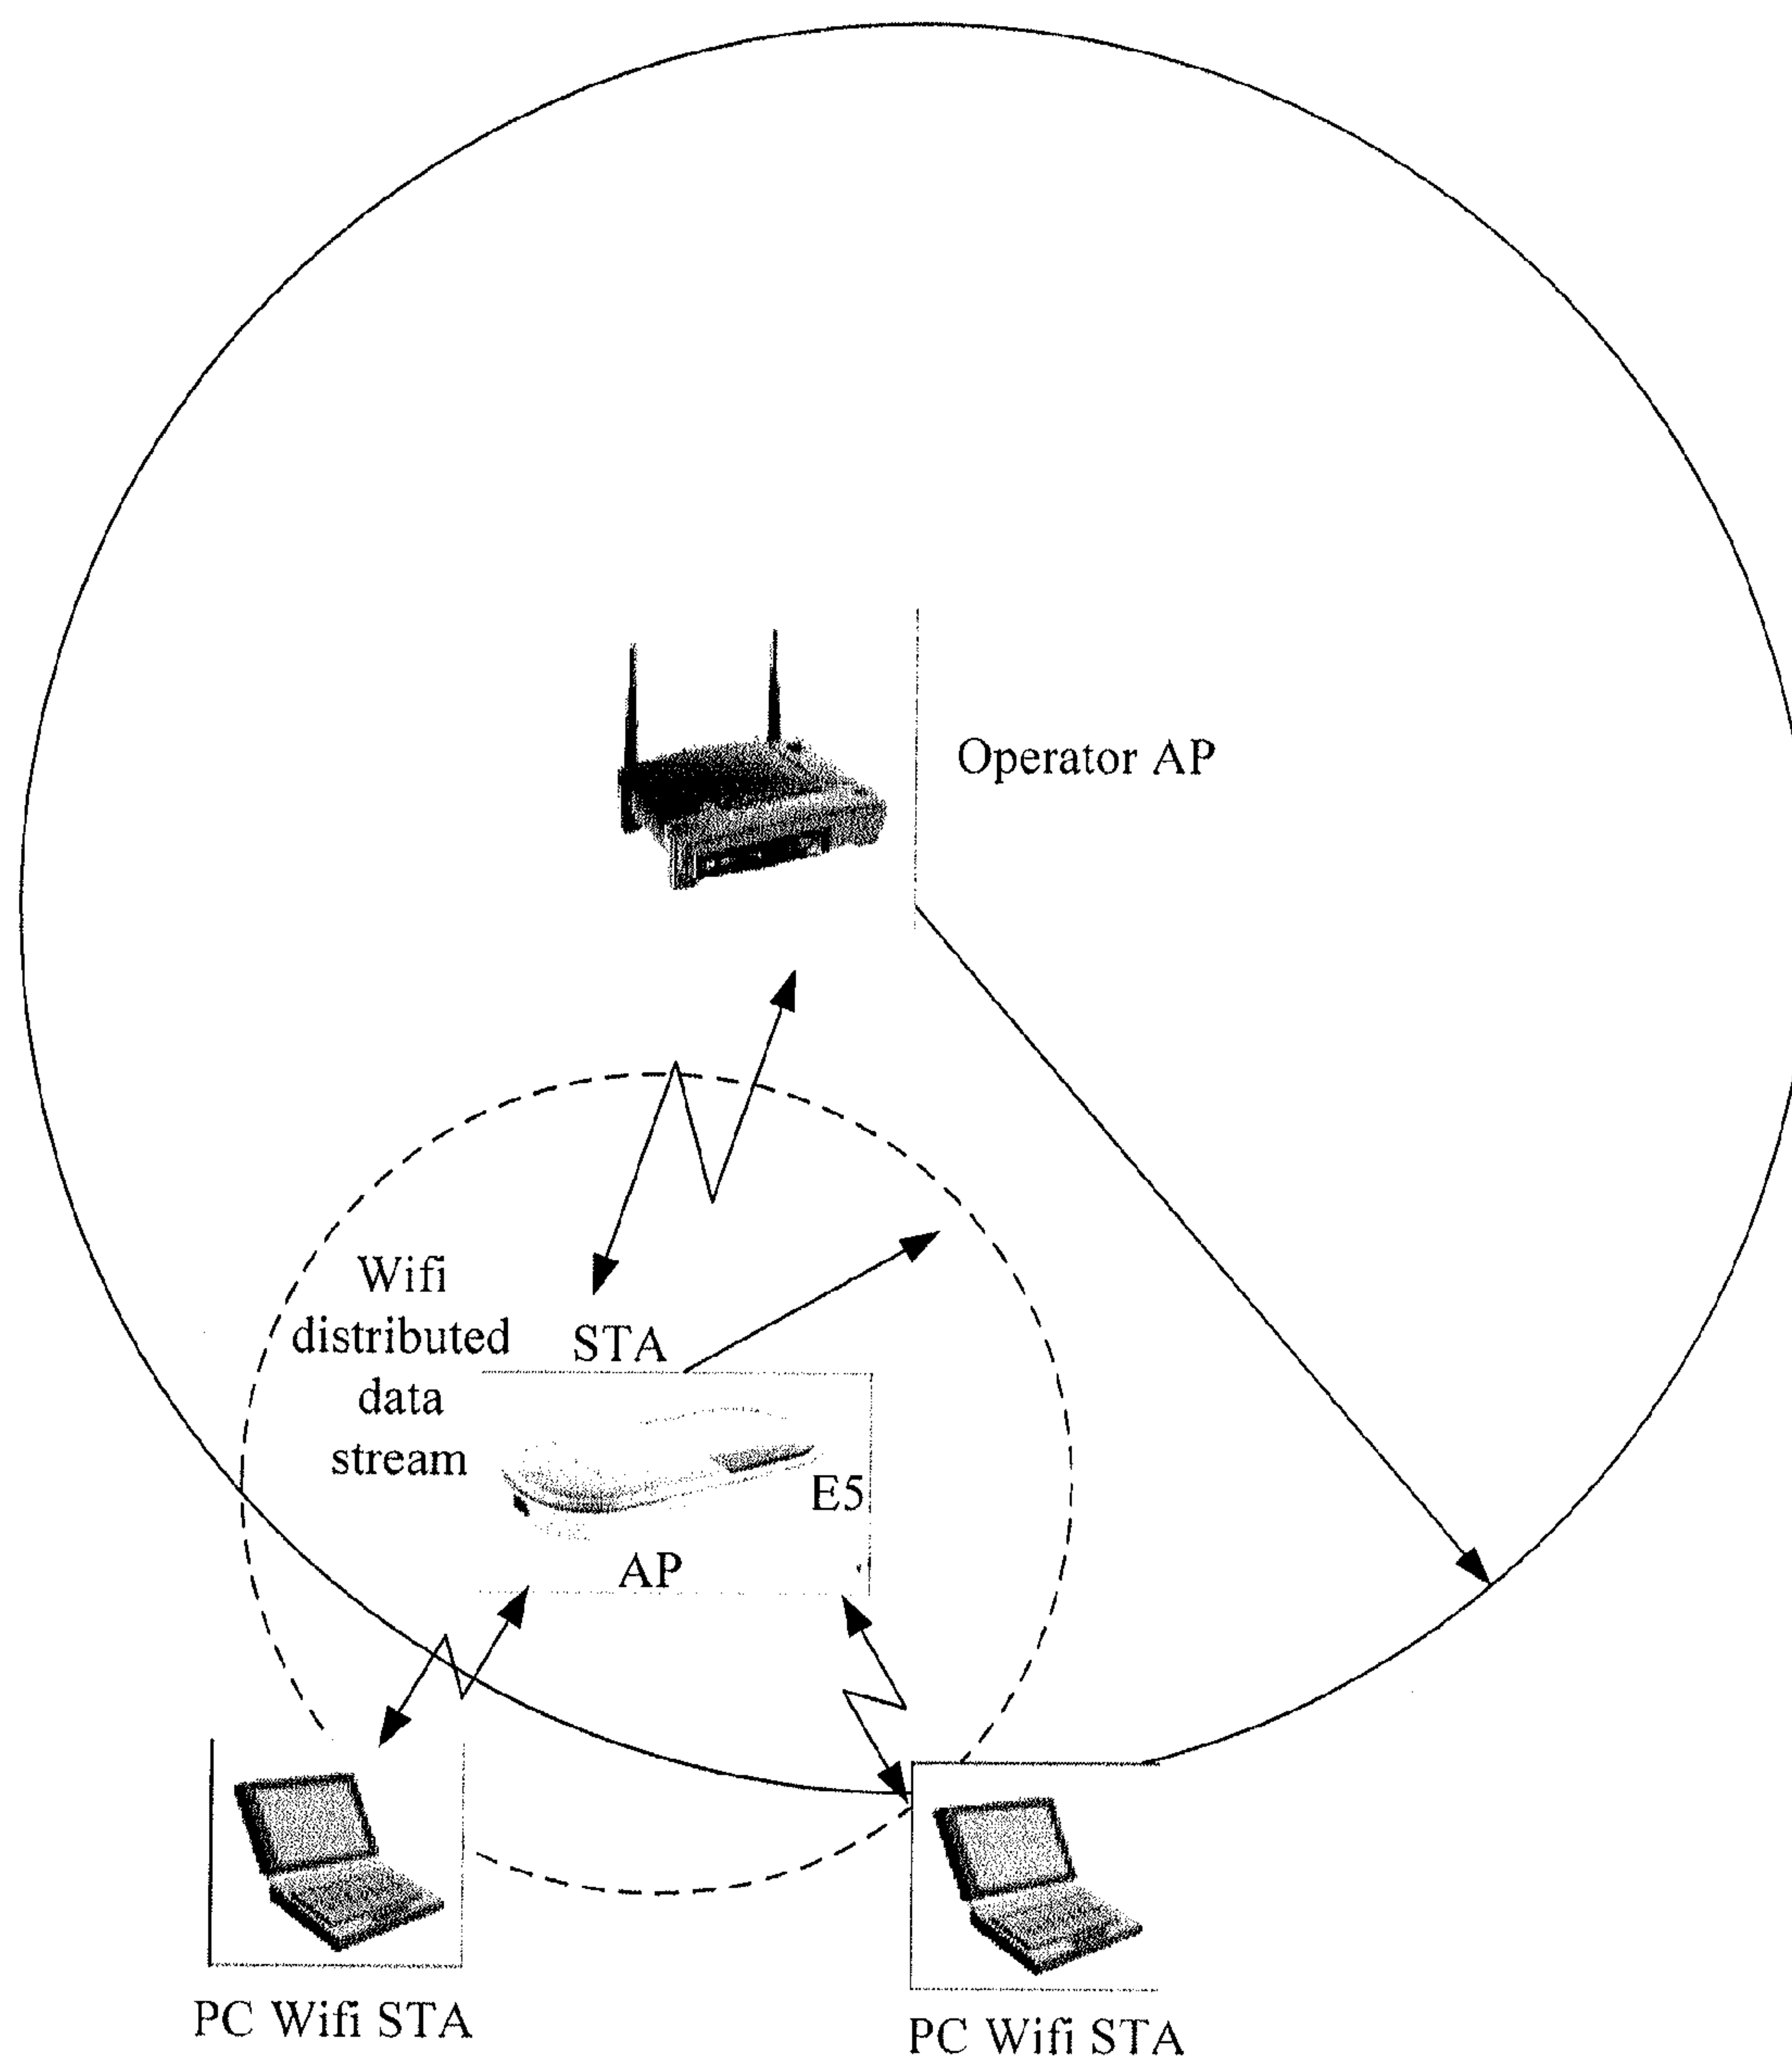 Operator AP
Wifi
distributed
data
stream
STA
E5
AP
PC Wifi STA
PC Wifi STA